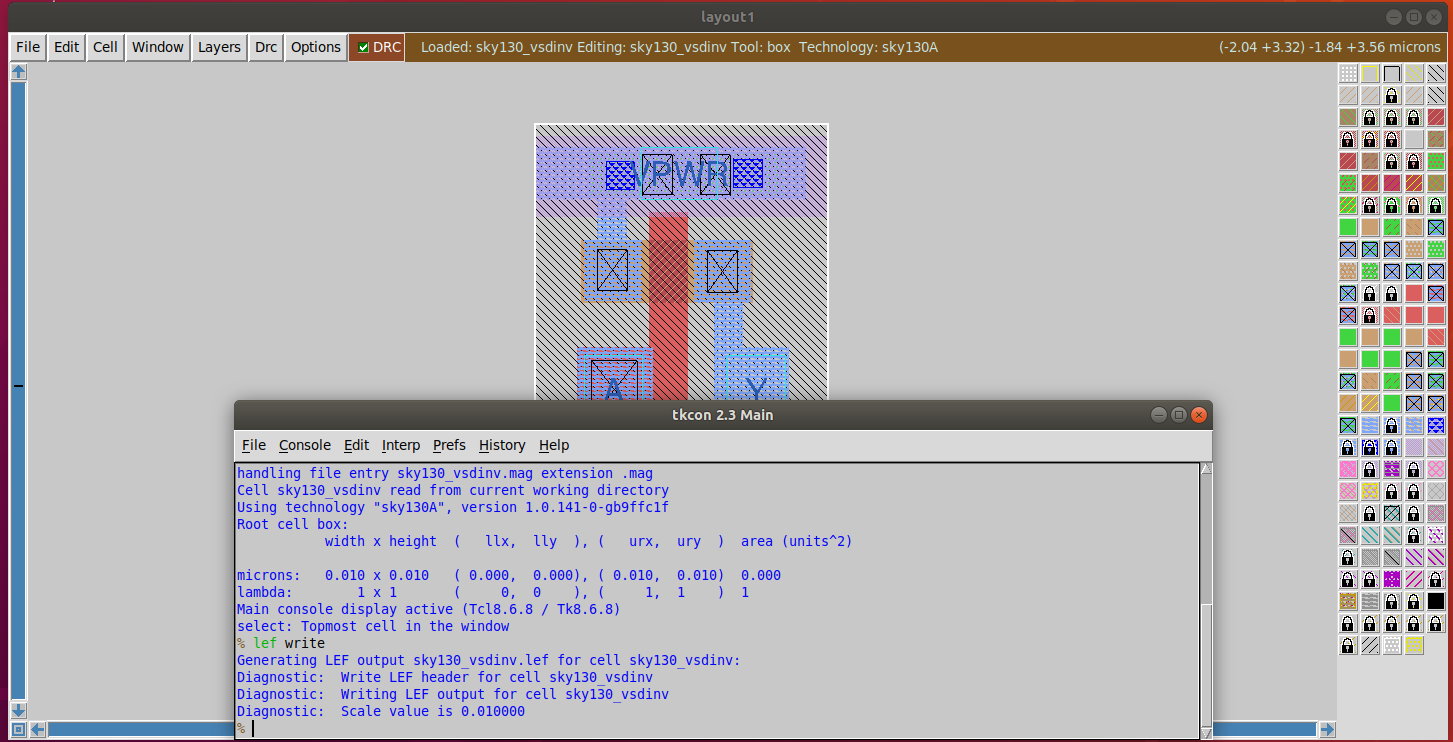 layout1
File Edit Cell Window Layers Drc Options DRC Loaded: sky130_vsdinv Editing: sky130_vsdinv Tool: box Technology: sky130A (-2.04 +3.32) -1.84 +3.56 microns
VPWR
A Y
tkcon 2.3 Main
File Console Edit Interp Prefs History Help
handling file entry sky130_vsdinv.mag extension .mag
Cell sky130_vsdinv read from current working directory
Using technology "sky130A", version 1.0.141-0-gb9ffc1f
Root cell box:
width x height ( llx, lly ), ( urx, ury ) area (units^2)
microns: 0.010 x 0.010 ( 0.000, 0.000), ( 0.010, 0.010) 0.000
lambda: 1 x 1 ( 0, 0 ), ( 1, 1 ) 1
Main console display active (Tcl8.6.8 / Tk8.6.8)
select: Topmost cell in the window
% lef write
Generating LEF output sky130_vsdinv.lef for cell sky130_vsdinv:
Diagnostic: Write LEF header for cell sky130_vsdinv
Diagnostic: Writing LEF output for cell sky130_vsdinv
Diagnostic: Scale value is 0.010000
%